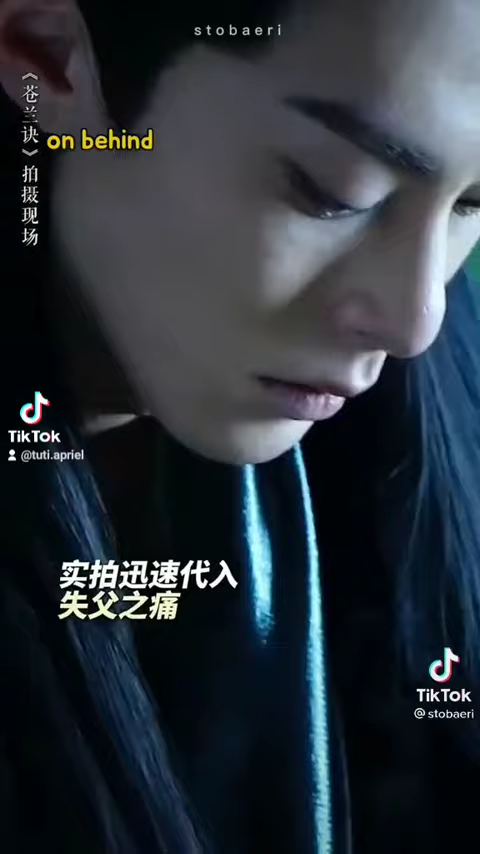 stobaeri
《苍兰诀》拍摄现场
on behind
TikTok
@tuti.apriel
实拍迅速代入
失父之痛
TikTok
@stobaeri